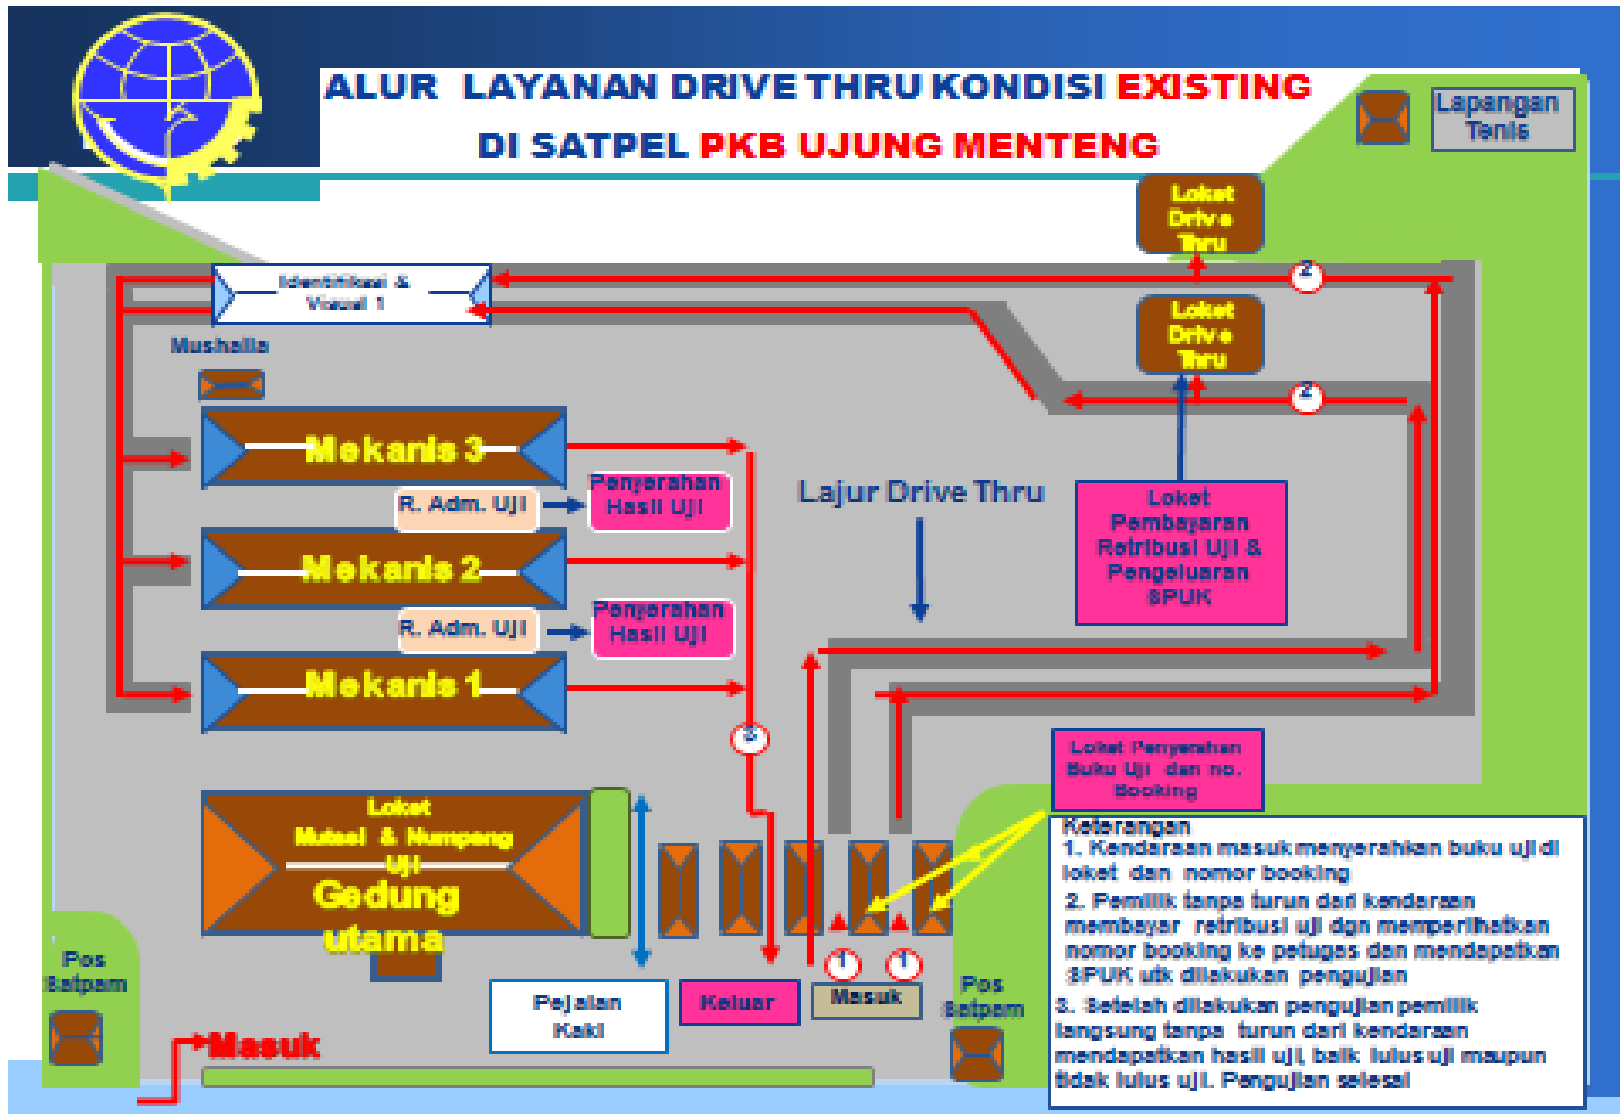 ALUR LAYANAN DRIVE THRU KONDISI EXISTING
DI SATPEL PKB UJUNG MENTENG
Lapangan
Tenis
Loket
Drive
Thru
2
Identifikasi &
Visual 1
Loket
Drive
Thru
2
Mushalla
Mekanis 3
R. Adm. Uji
Penyerahan
Hasil Uji
Lajur Drive Thru
Loket
Pembayaran
Retribusi Uji &
Pengeluaran
SPUK
Mekanis 2
R. Adm. Uji
Penyerahan
Hasil Uji
Mekanis 1
3
Loket Penyerahan
Buku Uji dan no.
Booking
Loket
Mutasi & Numpang
Uji
Gedung
utama
Keterangan
1. Kendaraan masuk menyerahkan buku uji di
loket dan nomor booking
2. Pemilik tanpa turun dari kendaraan
membayar retribusi uji dgn memperlihatkan
nomor booking ke petugas dan mendapatkan
SPUK utk dilakukan pengujian
3. Setelah dilakukan pengujian pemilik
langsung tanpa turun dari kendaraan
mendapatkan hasil uji, baik lulus uji maupun
tidak lulus uji. Pengujian selesai
Pos
Satpam
1
1
Pejalan
Kaki
Keluar
Masuk
Pos
Satpam
Masuk